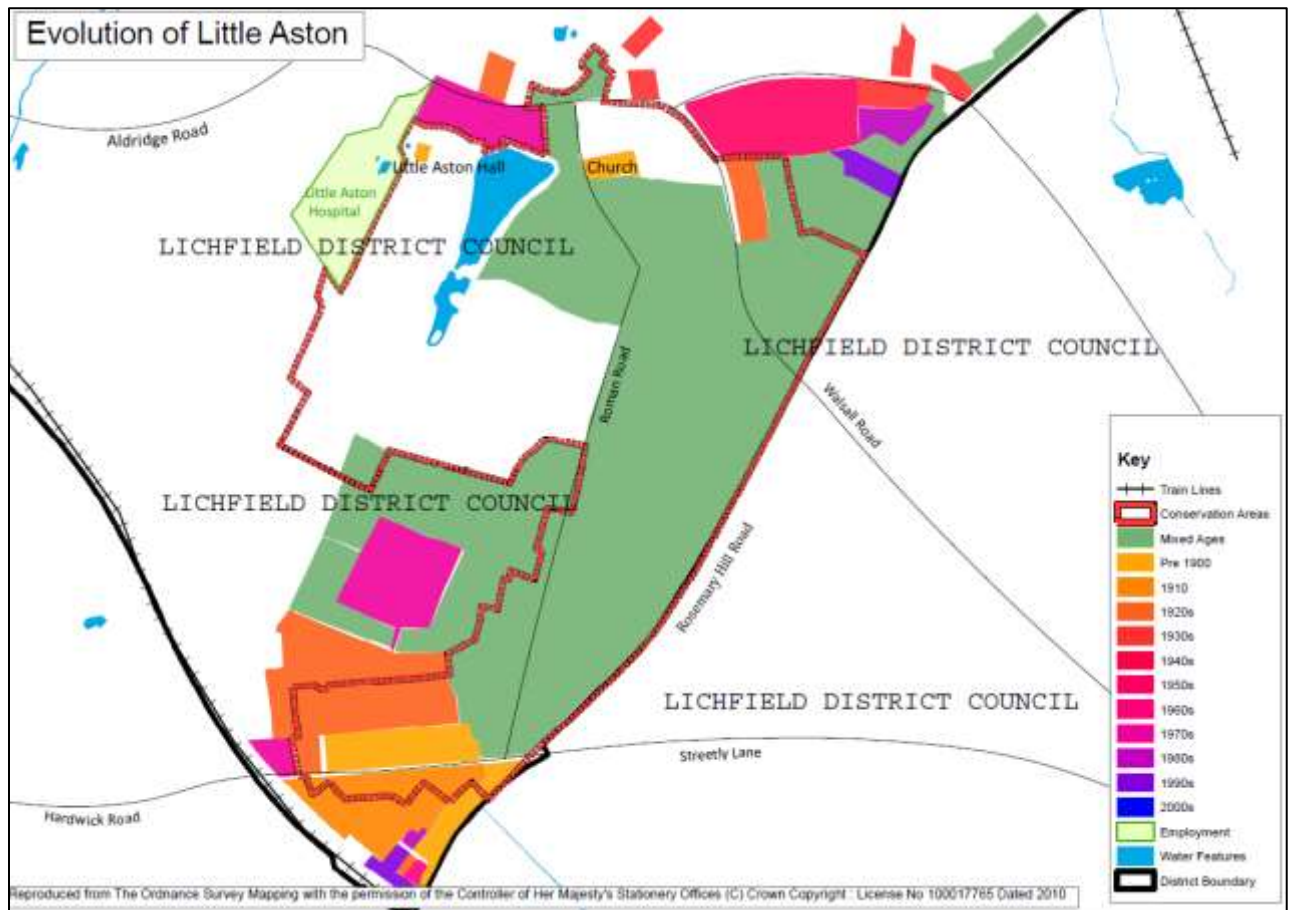 Evolution of Little Aston
Aldridge Road
Little Aston Hall
Church
Little Aston
Hospital
LICHFIELD DISTRICT COUNCIL
LICHFIELD DISTRICT COUNCIL
Roman Road
Walsall Road
LICHFIELD DISTRICT COUNCIL
Rosemary Hill Road
LICHFIELD DISTRICT COUNCIL
Streetly Lane
Hardwick Road
Key
Train Lines
Conservation Areas
Mixed Ages
Pre 1900
1910
1920s
1930s
1940s
1950s
1960s
1970s
1980s
1990s
2000s
Employment
Water Features
District Boundary
Reproduced from The Ordnance Survey Mapping with the permission of the Controller of Her Majesty's Stationery Offices (C) Crown Copyright : License No 100017765 Dated 2010